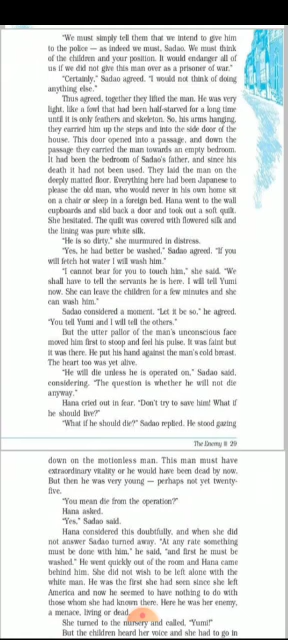 "We must simply tell them that we intend to give him
to the police — as indeed we must, Sadao. We must think
of the children and your position. It would endanger all of
us if we did not give this man over as a prisoner of war."
"Certainly," Sadao agreed, "I would not think of doing
anything else."
Thus agreed, together they lifted the man. He was very
light, like a fowl that had been half-starved for a long time
until it is only feathers and skeleton. So, his arms hanging,
they carried him up the steps and into the side door of the
house. This door opened into a passage, and down the
passage they carried the man towards an empty bedroom.
It had been the bedroom of Sadao's father, and since his
death it had not been used. They laid the man on the
deeply matted floor. Everything here had been Japanese to
please the old man, who would never in his own home sit
on a chair or sleep in a foreign bed. Hana went to the wall
cupboards and slid back a door and took out a soft quilt.
She hesitated. The quilt was covered with flowered silk and
the lining was pure white silk.
"He is so dirty," she murmured in distress.
"Yes, he had better be washed," Sadao agreed. "If you
will fetch hot water I will wash him."
"I cannot bear for you to touch him," she said. "We
shall have to tell the servants he is here. I will tell Yumi
now. She can leave the children for a few minutes and she
can wash him."
Sadao considered a moment. "Let it be so," he agreed.
"You tell Yumi and I will tell the others."
But the utter pallor of the man's unconscious face
moved him first to stoop and feel his pulse. It was faint but
it was there. He put his hand against the man's cold breast.
The heart too was yet alive.
"He will die unless he is operated on," Sadao said,
considering. "The question is whether he will not die
anyway."
Hana cried out in fear. "Don't try to save him! What if
he should live?"
"What if he should die?" Sadao replied. He stood gazing
The Enemy 29
down on the motionless man. This man must have
extraordinary vitality or he would have been dead by now.
But then he was very young — perhaps not yet twenty-
five.
"You mean die from the operation?"
Hana asked.
"Yes," Sadao said.
Hana considered this doubtfully, and when she did
not answer Sadao turned away. "At any rate something
must be done with him," he said, "and first he must be
washed." He went quickly out of the room and Hana came
behind him. She did not wish to be left alone with the
white man. He was the first she had seen since she left
America and now he seemed to have nothing to do with
those whom she had known there. Here he was her enemy,
a menace, living or dead.
She turned to the nursery and called, "Yumi!"
But the children heard her voice and she had to go in